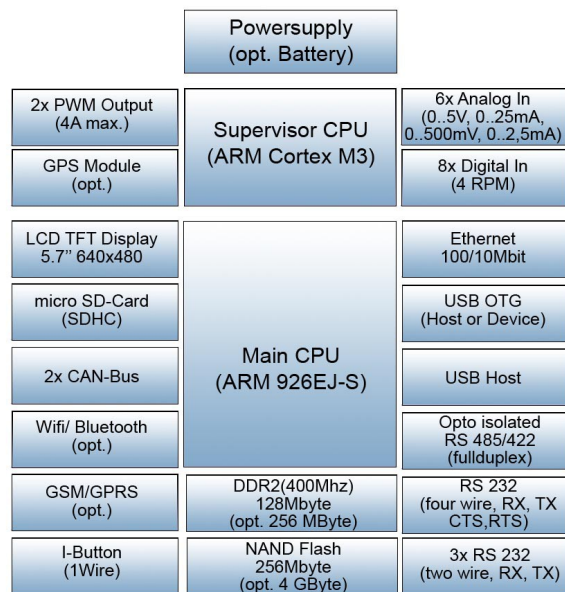 Powersupply
(opt. Battery)
2x PWM Output
(4A max.)
Supervisor CPU
(ARM Cortex M3)
6x Analog In
(0..5V, 0..25mA,
0..500mV, 0..2,5mA)
GPS Module
(opt.)
8x Digital In
(4 RPM)
LCD TFT Display
5.7” 640x480
Main CPU
(ARM 926EJ-S)
Ethernet
100/10Mbit
micro SD-Card
(SDHC)
USB OTG
(Host or Device)
2x CAN-Bus
USB Host
Wifi/ Bluetooth
(opt.)
Opto isolated
RS 485/422
(fullduplex)
GSM/GPRS
(opt.)
DDR2(400Mhz)
128Mbyte
(opt. 256 MByte)
RS 232
(four wire, RX, TX
CTS,RTS)
I-Button
(1Wire)
NAND Flash
256Mbyte
(opt. 4 GByte)
3x RS 232
(two wire, RX, TX)